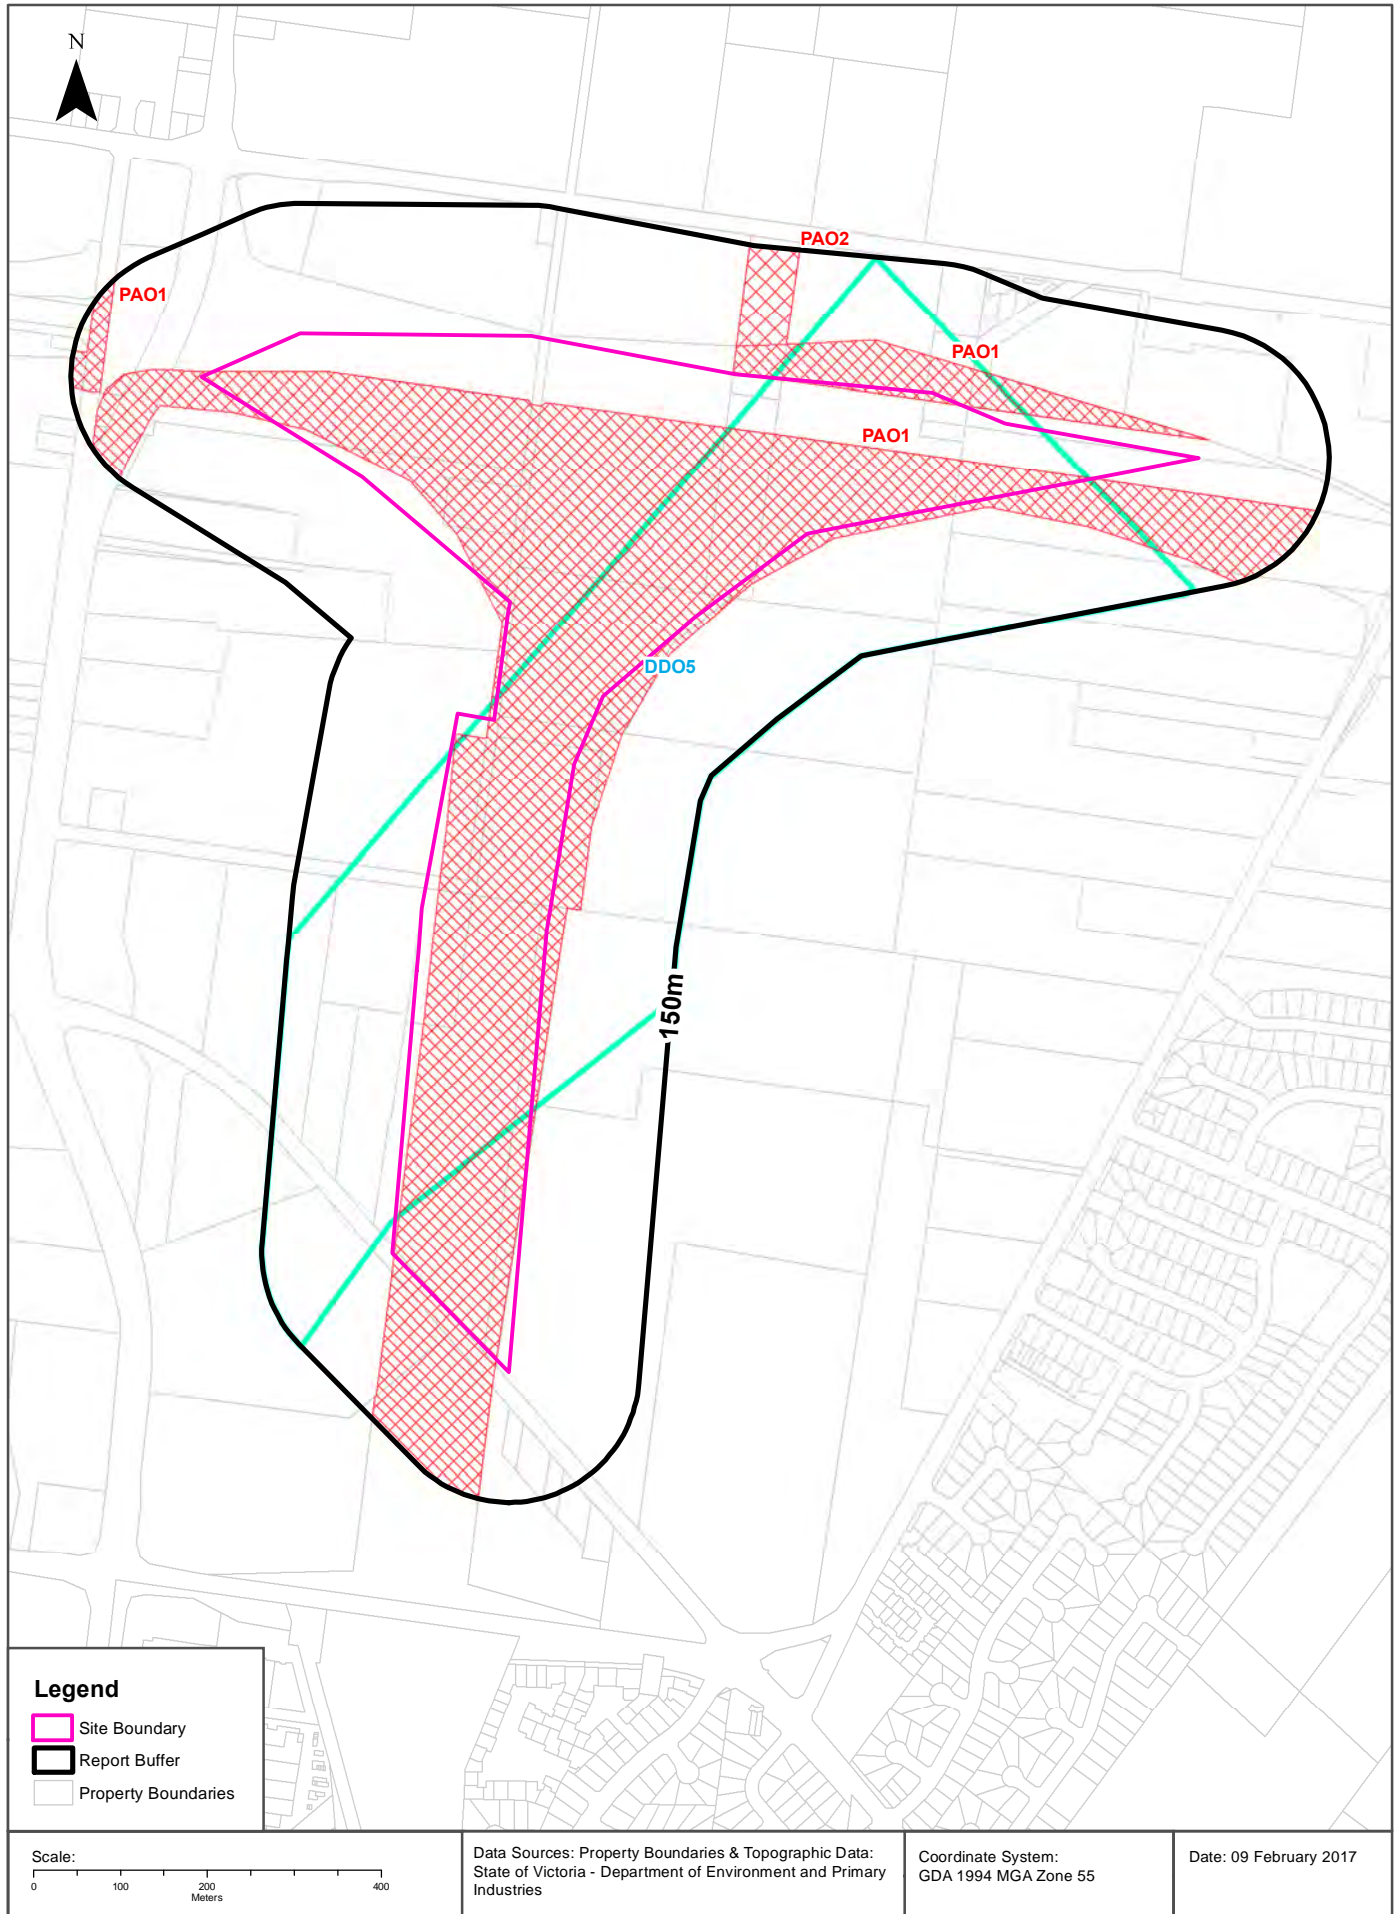 N
PAO2
PAO1
PAO1
PAO1
DDO5
150m
Legend
Site Boundary
Report Buffer
Property Boundaries
Scale:
0 100 200 400
Meters
Data Sources: Property Boundaries & Topographic Data:
State of Victoria - Department of Environment and Primary
Industries
Coordinate System:
GDA 1994 MGA Zone 55
Date: 09 February 2017